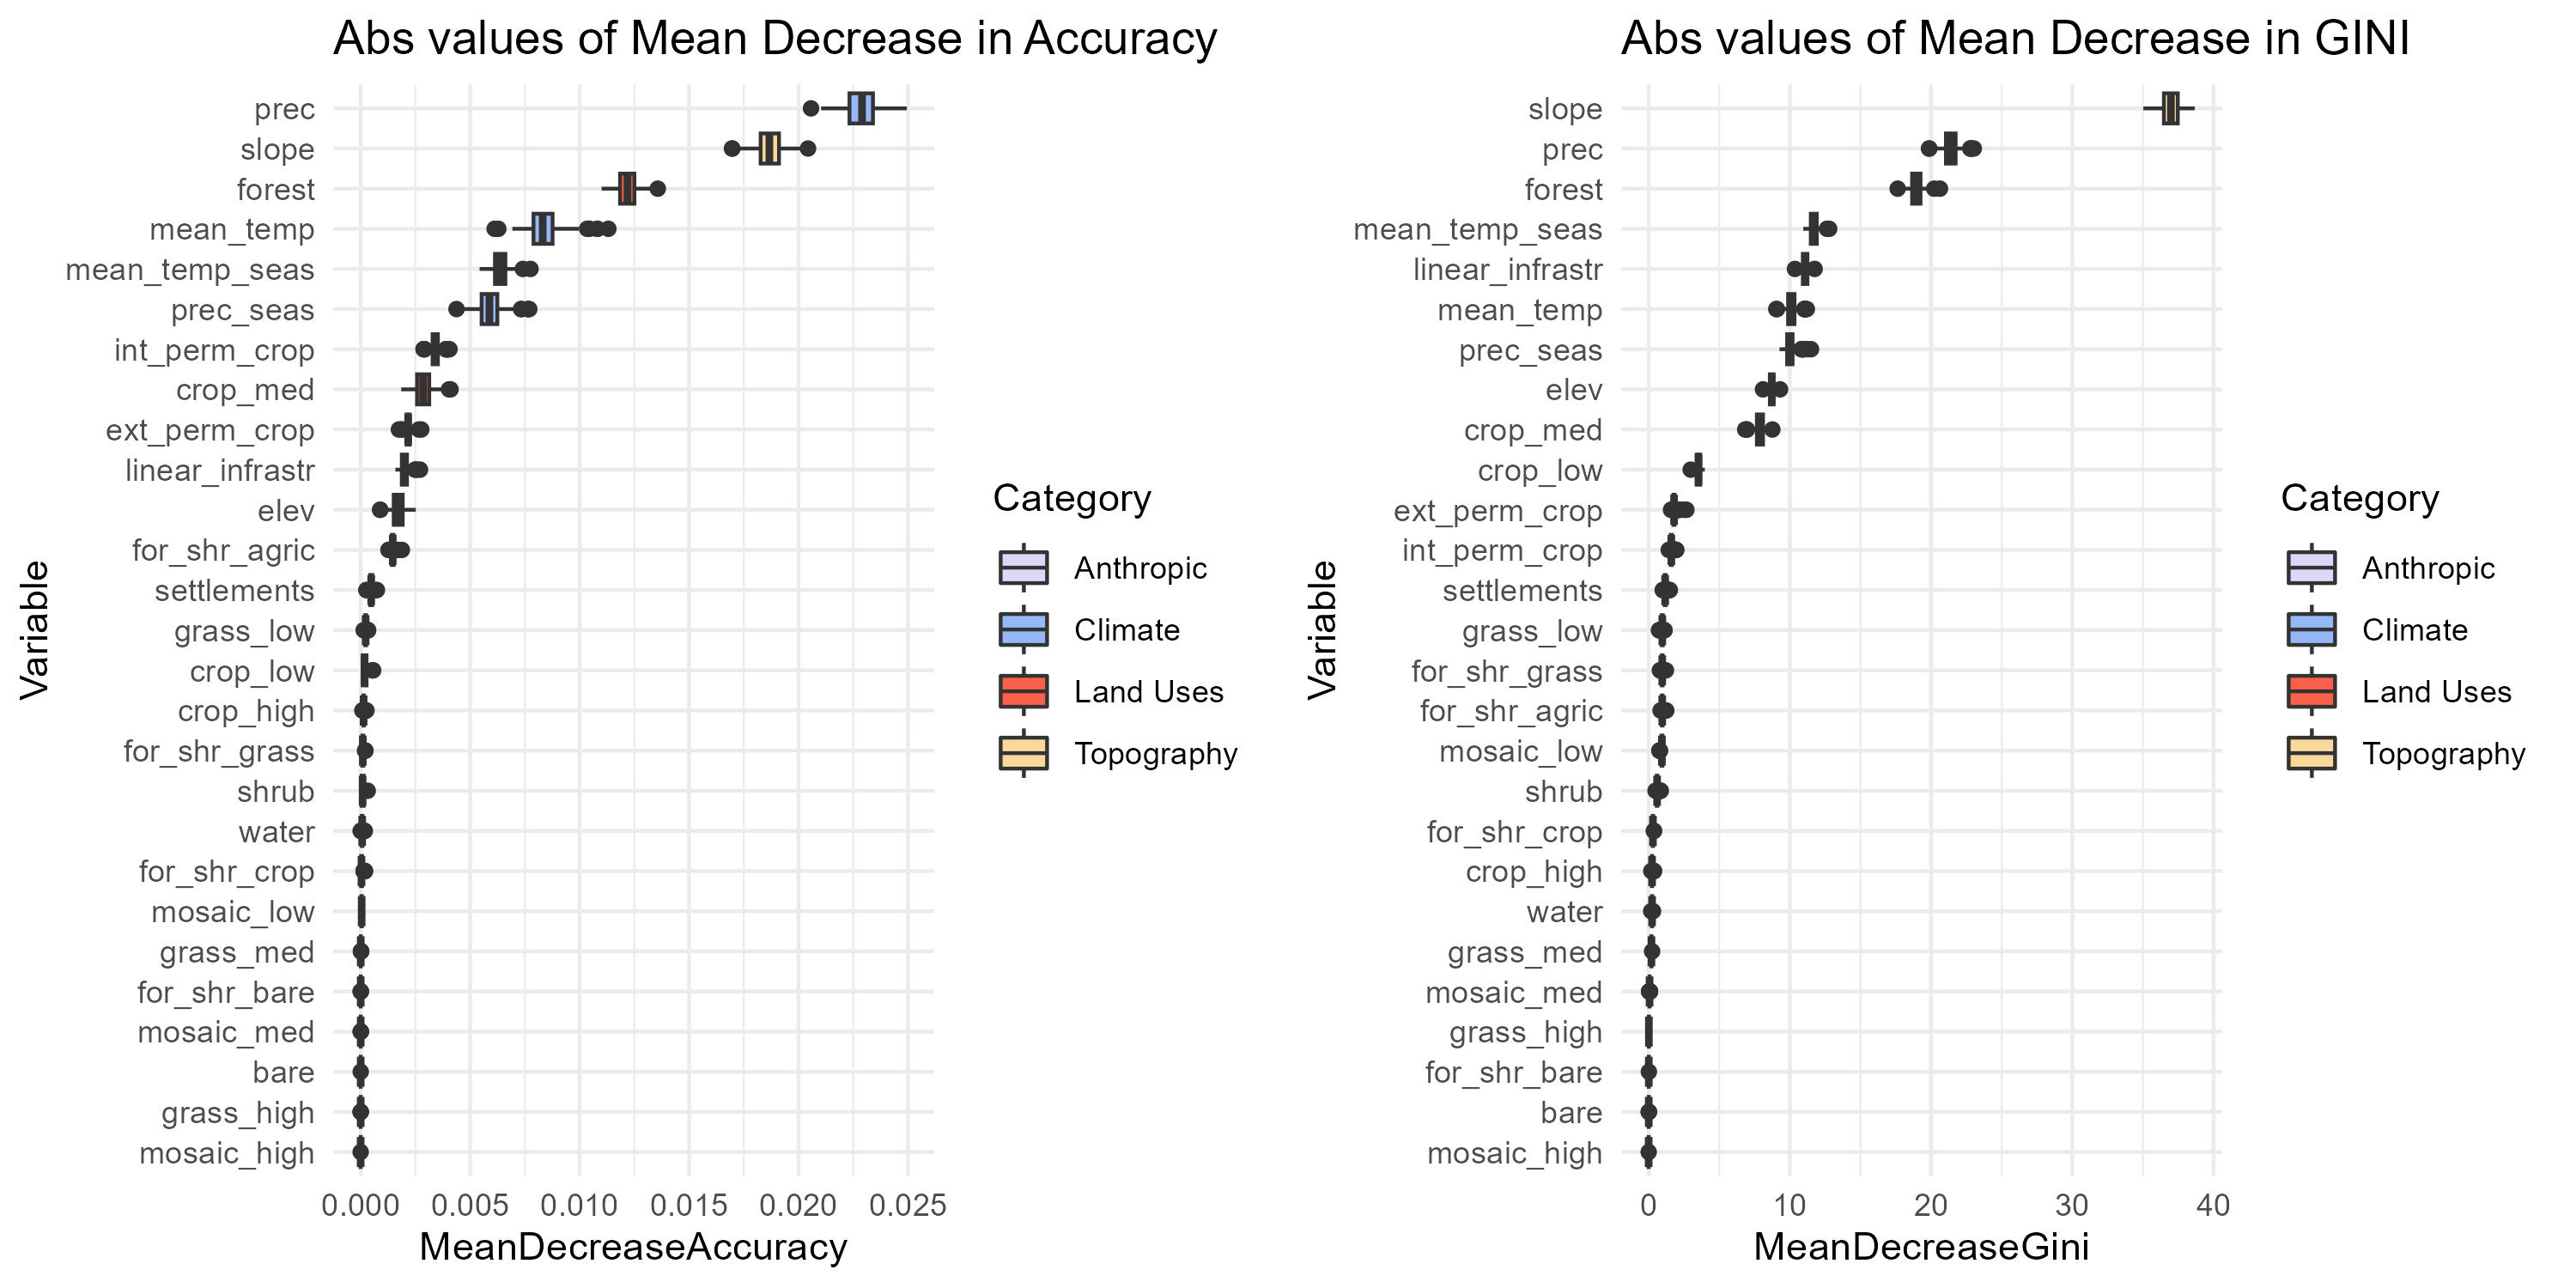 Abs values of Mean Decrease in Accuracy
prec
slope
forest
mean_temp
mean_temp_seas
prec_seas
int_perm_crop
crop_med
ext_perm_crop
linear_infrastr
elev
for_shr_agric
settlements
grass_low
crop_low
crop_high
for_shr_grass
shrub
water
for_shr_crop
mosaic_low
grass_med
for_shr_bare
mosaic_med
bare
grass_high
mosaic_high
Variable
0.000 0.005 0.010 0.015 0.020 0.025
MeanDecreaseAccuracy
Category
Anthropic
Climate
Land Uses
Topography
Abs values of Mean Decrease in GINI
slope
prec
forest
mean_temp_seas
linear_infrastr
mean_temp
prec_seas
elev
crop_med
crop_low
ext_perm_crop
int_perm_crop
settlements
grass_low
for_shr_grass
for_shr_agric
mosaic_low
shrub
for_shr_crop
crop_high
water
grass_med
mosaic_med
grass_high
for_shr_bare
bare
mosaic_high
Variable
0 10 20 30 40
MeanDecreaseGini
Category
Anthropic
Climate
Land Uses
Topography